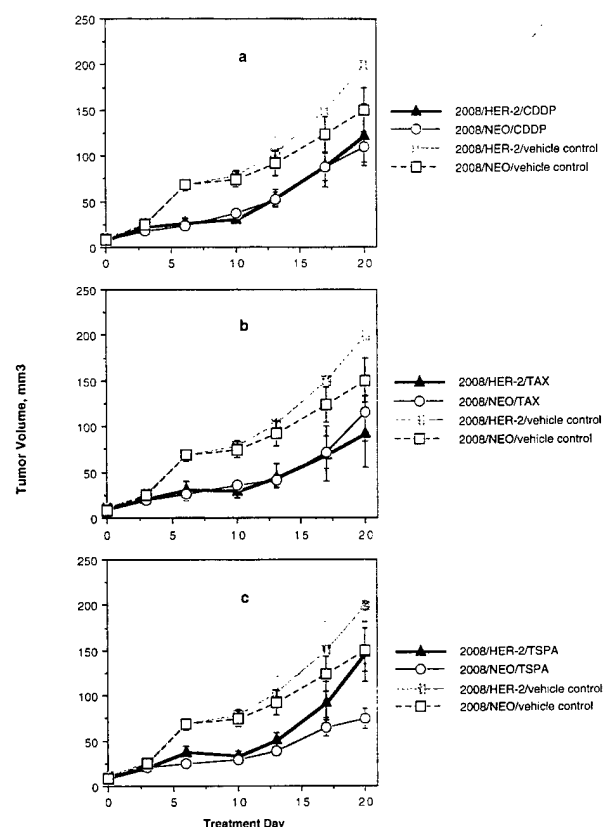 250
200
150
100
50
0
0 5 10 15 20
a
2008/HER-2/CDDP
2008/NEO/CDDP
2008/HER-2/vehicle control
2008/NEO/vehicle control
Tumor Volume, mm3
250
200
150
100
50
0
0 5 10 15 20
b
2008/HER-2/TAX
2008/NEO/TAX
2008/HER-2/vehicle control
2008/NEO/vehicle control
250
200
150
100
50
0
0 5 10 15 20
c
2008/HER-2/TSPA
2008/NEO/TSPA
2008/HER-2/vehicle control
2008/NEO/vehicle control
Treatment Day